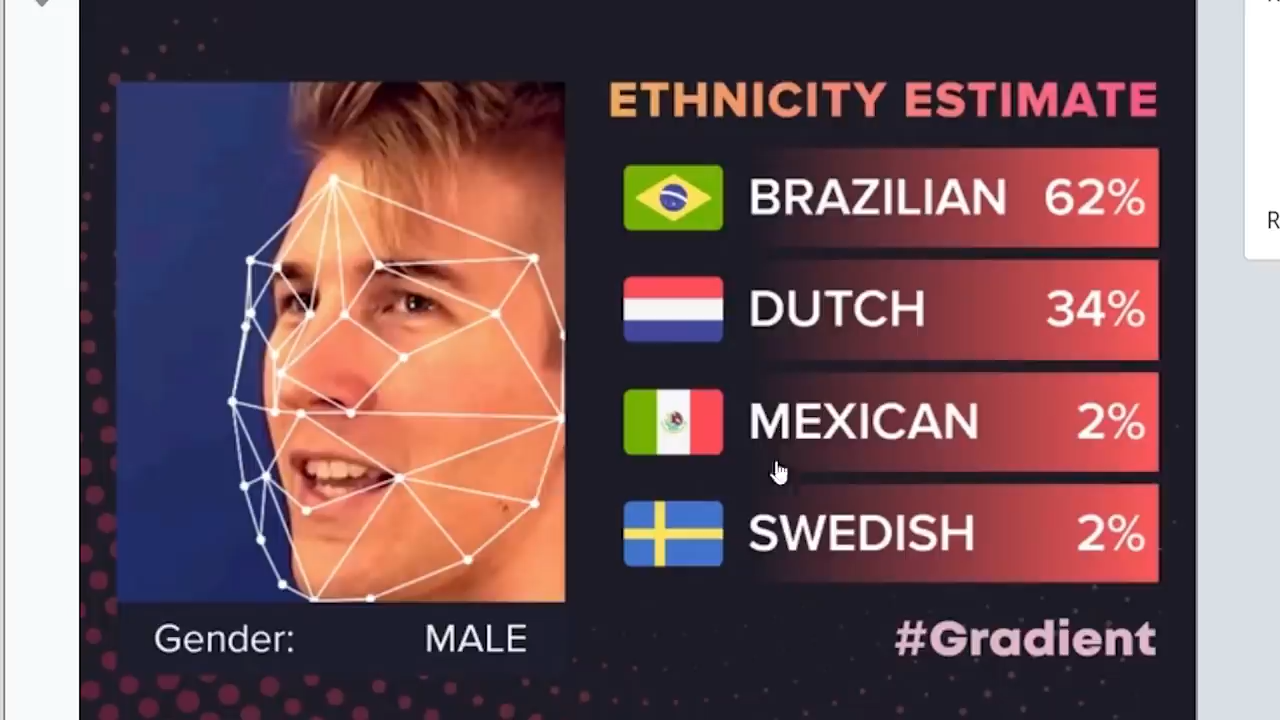 ETHNICITY ESTIMATE
BRAZILIAN 62%
DUTCH 34%
MEXICAN 2%
SWEDISH 2%
Gender: MALE
#Gradient
R